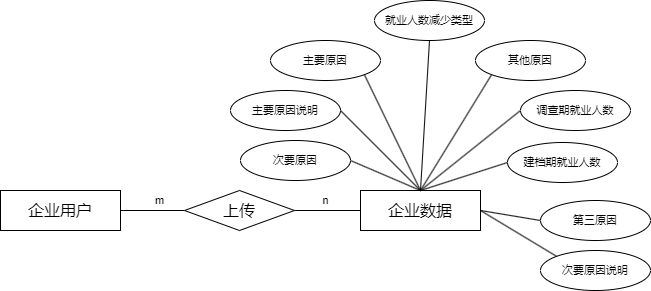 就业人数减少类型
主要原因
其他原因
主要原因说明
调查期就业人数
次要原因
建档期就业人数
企业用户
m
上传
n
企业数据
第三原因
次要原因说明